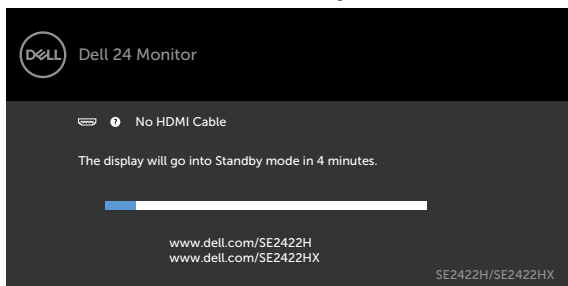 DELL
Dell 24 Monitor
? No HDMI Cable
The display will go into Standby mode in 4 minutes.
www.dell.com/SE2422H
www.dell.com/SE2422HX
SE2422H/SE2422HX